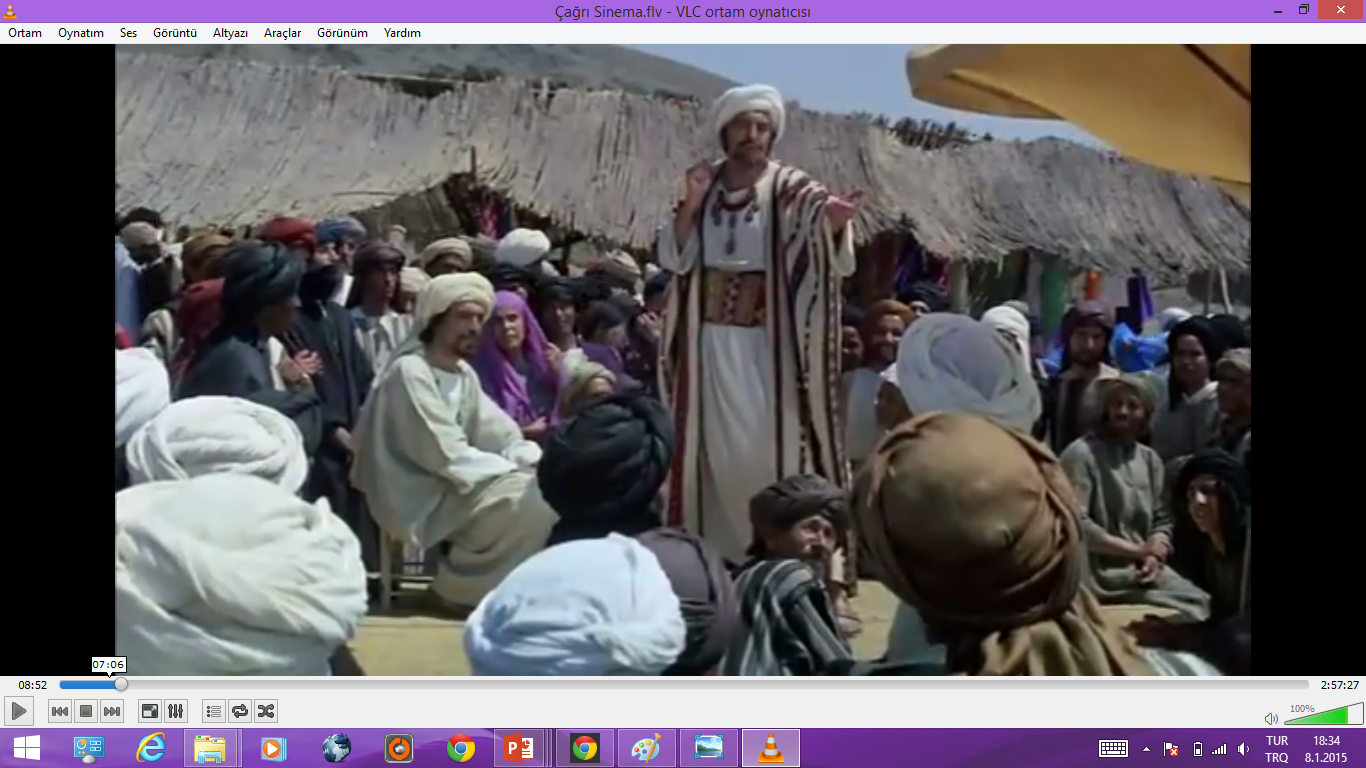 Çağrı Sinema.flv - VLC ortam oynatıcısı
Ortam Oynatım Ses Görüntü Altyazı Araçlar Görünüm Yardım
07:06
08:52 2:57:27
100%
TUR 18:34
TRQ 8.1.2015